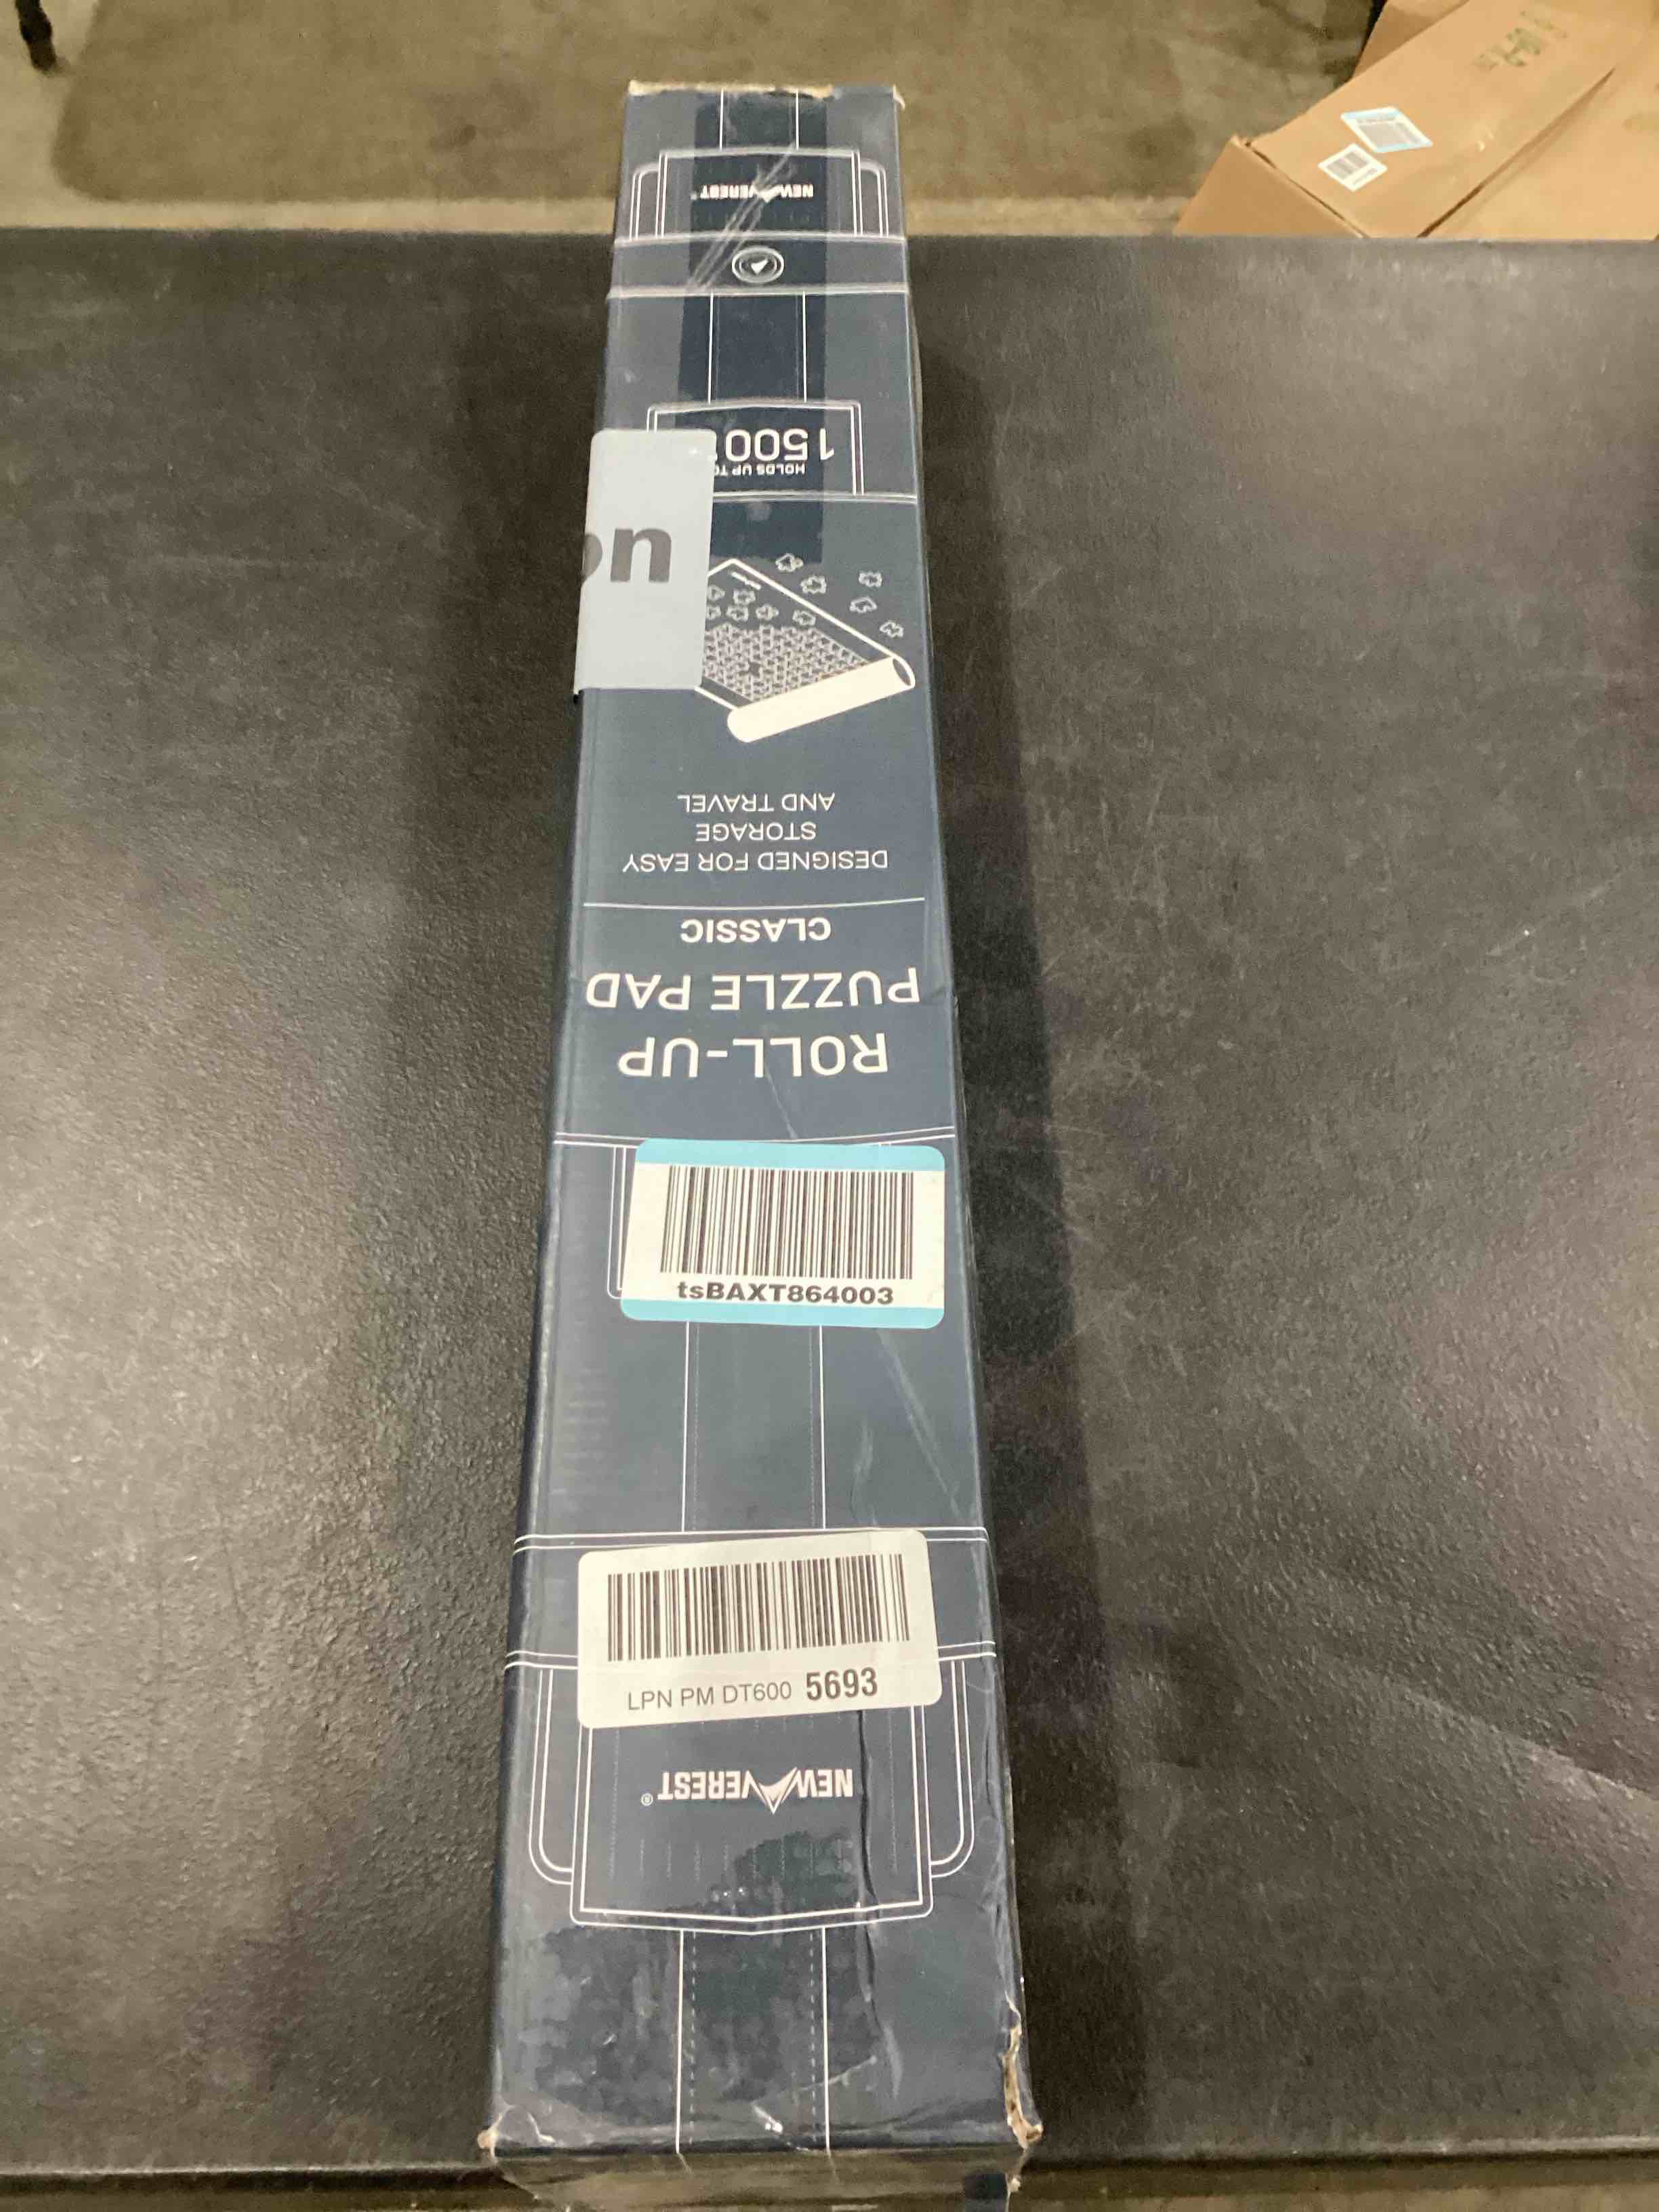 NEWVEREST®
ROLL-UP
PUZZLE PAD
CLASSIC
DESIGNED FOR EASY
STORAGE
AND TRAVEL
HOLDS UP TO
1500
NEWVEREST®
on
tsBAXT864003
LPN PM DT600 5693